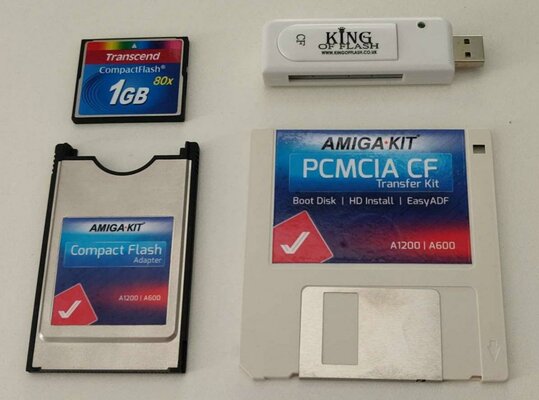 Transcend
CompactFlash®
80x
1GB
CF
KING
OF FLASH
WWW.KINGOFFLASH.CO.UK
AMIGA KIT
Compact Flash
Adapter
A1200 | A600
AMIGA KIT
PCMCIA CF
Transfer Kit
Boot Disk | HD Install | EasyADF
A1200 | A600